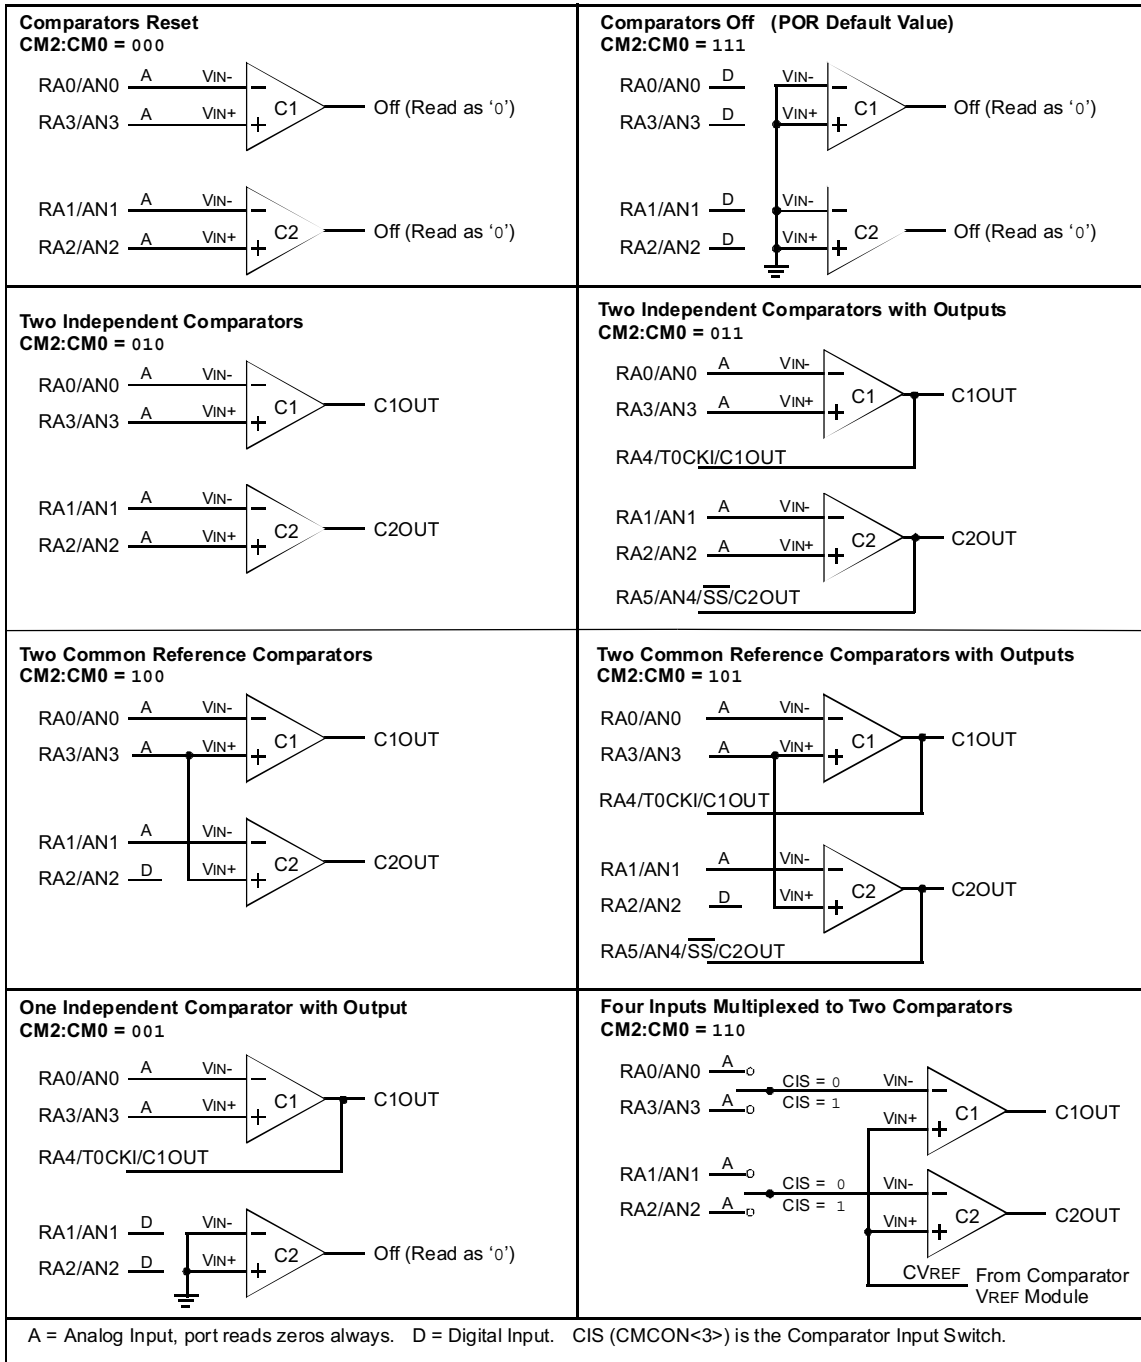 Comparators Reset
CM2:CM0 = 000
RA0/AN0 A VIN-
RA3/AN3 A VIN+
C1
Off (Read as ‘0’)
RA1/AN1 A VIN-
RA2/AN2 A VIN+
C2
Off (Read as ‘0’)
Comparators Off (POR Default Value)
CM2:CM0 = 111
RA0/AN0 D VIN-
RA3/AN3 D VIN+
C1
Off (Read as ‘0’)
RA1/AN1 D VIN-
RA2/AN2 D VIN+
C2
Off (Read as ‘0’)
Two Independent Comparators
CM2:CM0 = 010
RA0/AN0 A VIN-
RA3/AN3 A VIN+
C1
C1OUT
RA1/AN1 A VIN-
RA2/AN2 A VIN+
C2
C2OUT
Two Independent Comparators with Outputs
CM2:CM0 = 011
RA0/AN0 A VIN-
RA3/AN3 A VIN+
C1
C1OUT
RA4/T0CKI/C1OUT
RA1/AN1 A VIN-
RA2/AN2 A VIN+
C2
C2OUT
RA5/AN4/SS/C2OUT
Two Common Reference Comparators
CM2:CM0 = 100
RA0/AN0 A VIN-
RA3/AN3 A VIN+
C1
C1OUT
RA1/AN1 A VIN-
RA2/AN2 D VIN+
C2
C2OUT
Two Common Reference Comparators with Outputs
CM2:CM0 = 101
RA0/AN0 A VIN-
RA3/AN3 A VIN+
C1
C1OUT
RA4/T0CKI/C1OUT
RA1/AN1 A VIN-
RA2/AN2 D VIN+
C2
C2OUT
RA5/AN4/SS/C2OUT
One Independent Comparator with Output
CM2:CM0 = 001
RA0/AN0 A VIN-
RA3/AN3 A VIN+
C1
C1OUT
RA4/T0CKI/C1OUT
RA1/AN1 D VIN-
RA2/AN2 D VIN+
C2
Off (Read as ‘0’)
Four Inputs Multiplexed to Two Comparators
CM2:CM0 = 110
RA0/AN0 A CIS = 0 VIN-
RA3/AN3 A CIS = 1 VIN+
C1
C1OUT
RA1/AN1 A CIS = 0 VIN-
RA2/AN2 A CIS = 1 VIN+
C2
C2OUT
CVREF From Comparator
VREF Module
A = Analog Input, port reads zeros always. D = Digital Input. CIS (CMCON<3>) is the Comparator Input Switch.